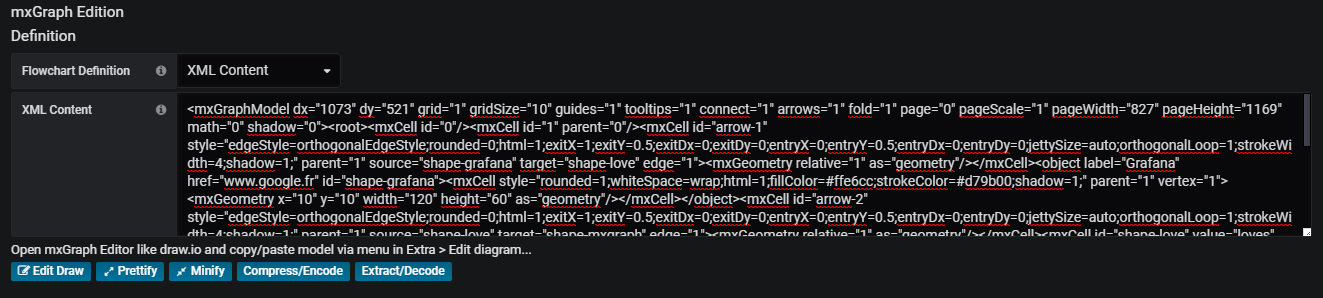 mxGraph Edition
Definition
Flowchart Definition XML Content
XML Content <mxGraphModel dx="1073" dy="521" grid="1" gridSize="10" guides="1" tooltips="1" connect="1" arrows="1" fold="1" page="0" pageScale="1" pageWidth="827" pageHeight="1169"
math="0" shadow="0"><root><mxCell id="0"/><mxCell id="1" parent="0"/><mxCell id="arrow-1"
style="edgeStyle=orthogonalEdgeStyle;rounded=0;html=1;exitX=1;exitY=0.5;exitDx=0;exitDy=0;entryX=0;entryY=0.5;entryDx=0;entryDy=0;jettySize=auto;orthogonalLoop=1;strokeWi
dth=4;shadow=1;" parent="1" source="shape-grafana" target="shape-love" edge="1"><mxGeometry relative="1" as="geometry"/></mxCell><object label="Grafana"
href="www.google.fr" id="shape-grafana"><mxCell style="rounded=1;whiteSpace=wrap;html=1;fillColor=#ffe6cc;strokeColor=#d79b00;shadow=1;" parent="1" vertex="1">
<mxGeometry x="10" y="10" width="120" height="60" as="geometry"/></mxCell></object><mxCell id="arrow-2"
style="edgeStyle=orthogonalEdgeStyle;rounded=0;html=1;exitX=1;exitY=0.5;exitDx=0;exitDy=0;entryX=0;entryY=0.5;entryDx=0;entryDy=0;jettySize=auto;orthogonalLoop=1;strokeWi
dth=4;shadow=1;" parent="1" source="shape-love" target="shape-mxgraph" edge="1"><mxGeometry relative="1" as="geometry"/></mxCell><mxCell id="shape-love" value="loves"
Open mxGraph Editor like draw.io and copy/paste model via menu in Extra > Edit diagram...
Edit Draw Prettify Minify Compress/Encode Extract/Decode